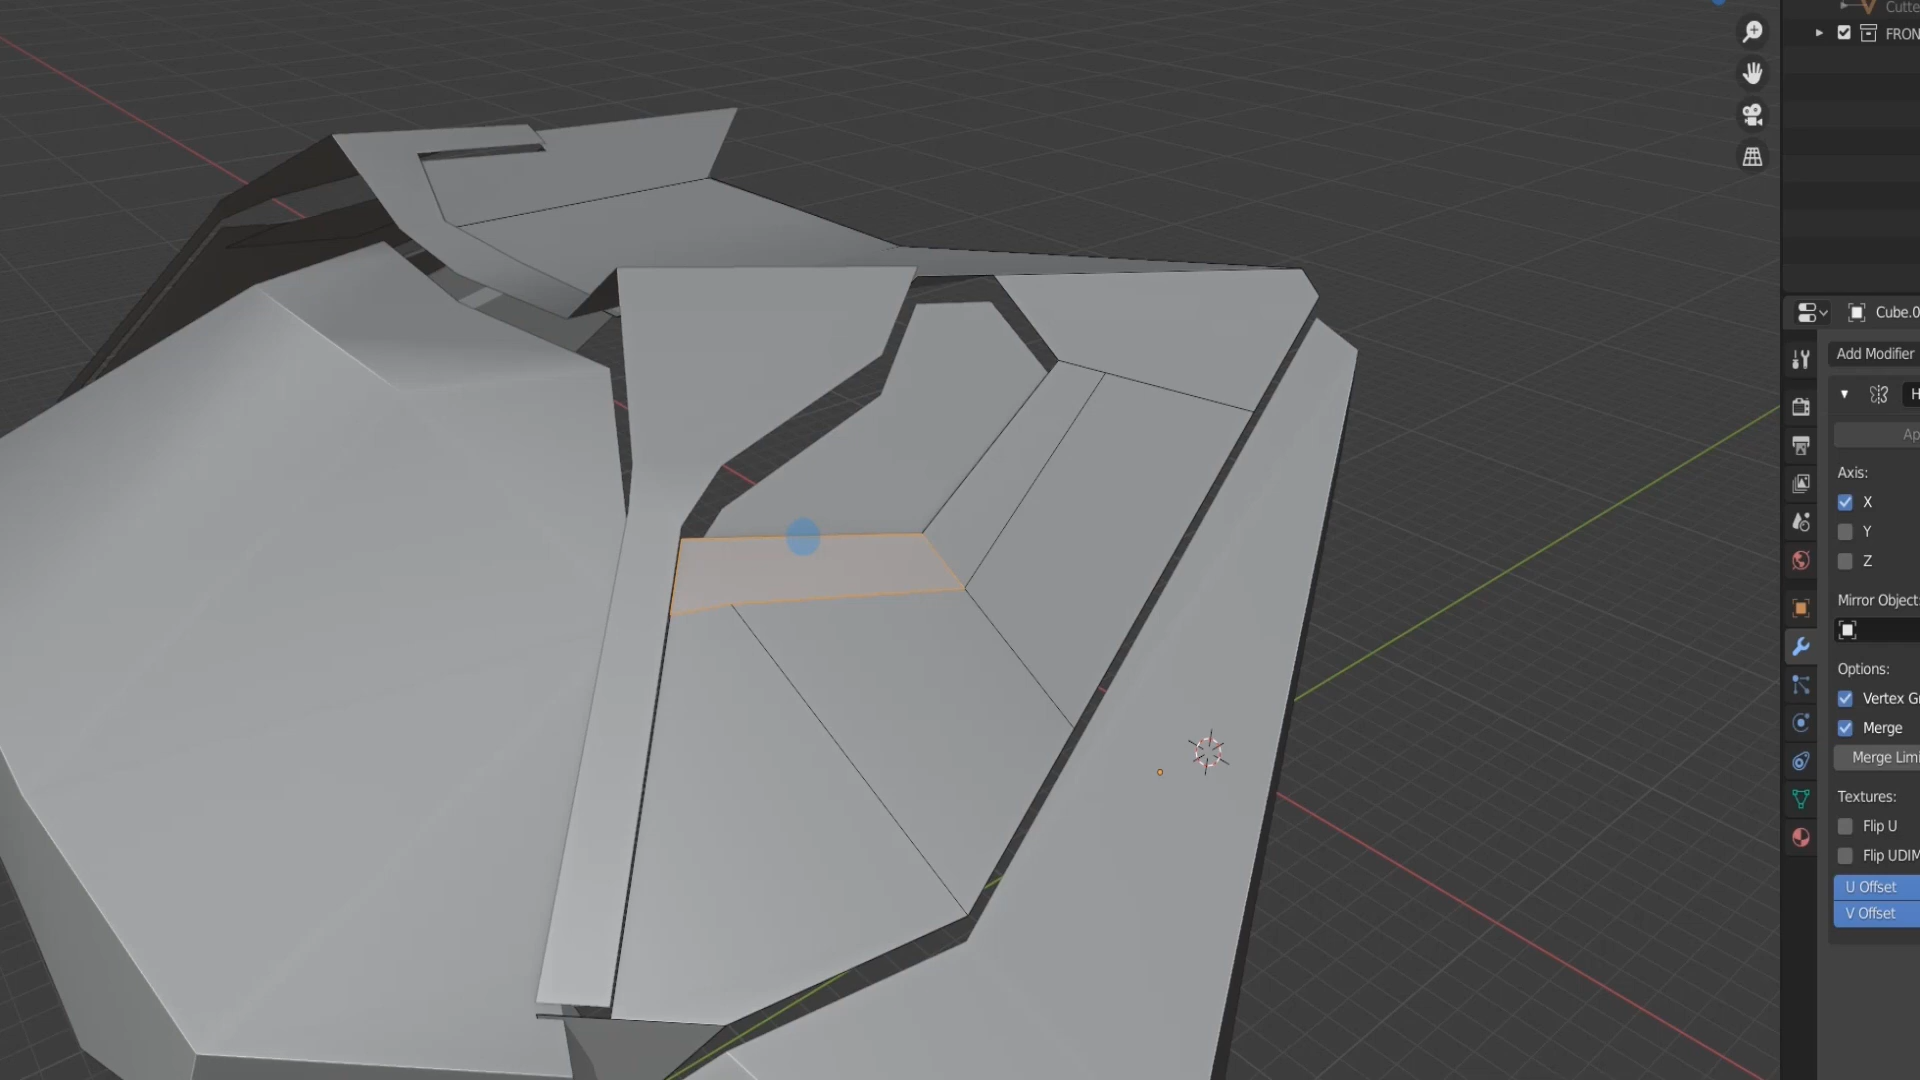 Cutte
FRON
Cube.0
Add Modifier
H
Ap
Axis:
X
Y
Z
Mirror Object:
Options:
Vertex Gr
Merge
Merge Limi
Textures:
Flip U
Flip UDIM
U Offset
V Offset